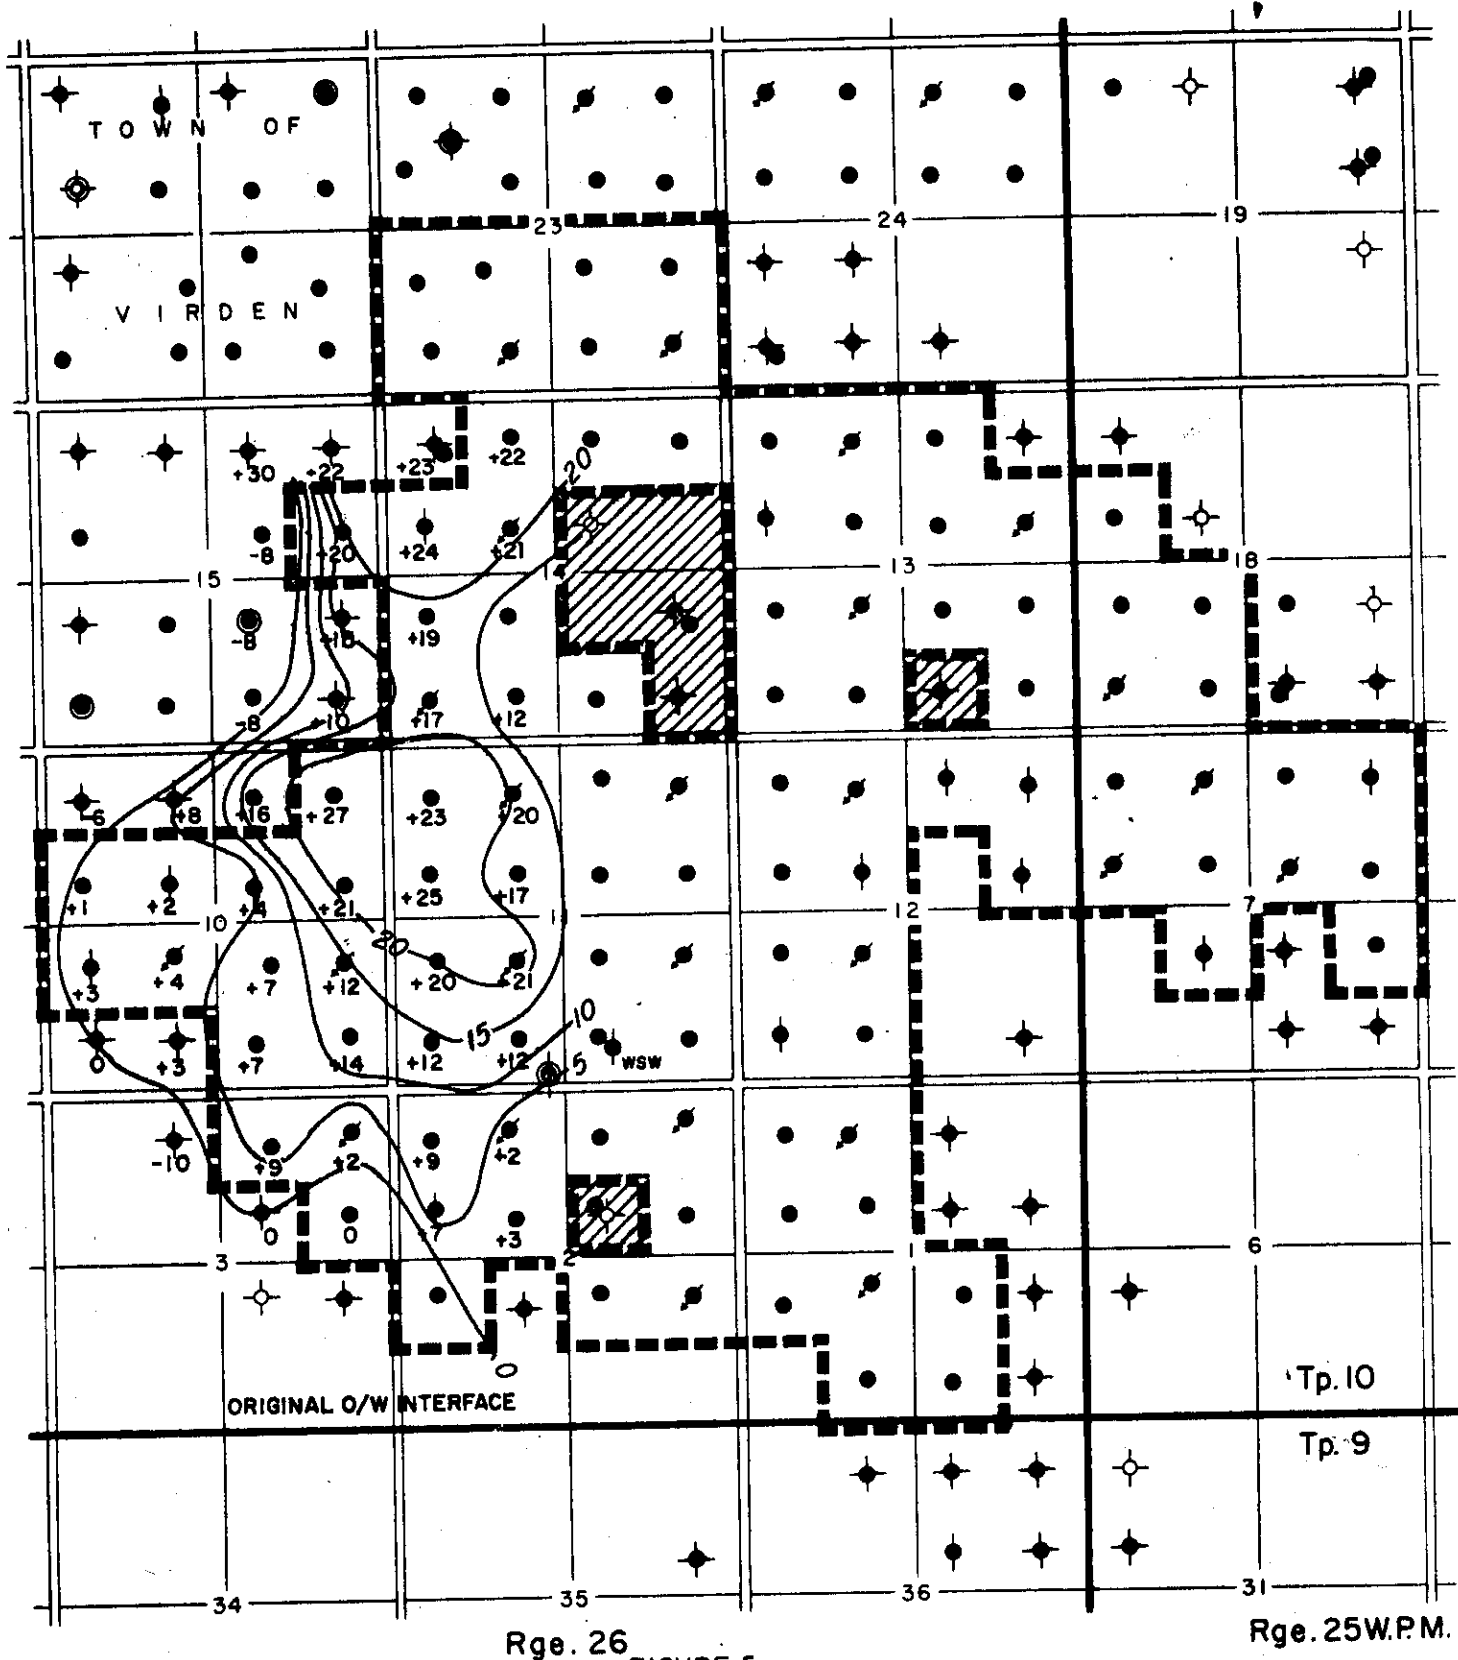 TOWN OF
23
24
19
VIRDEN
+30 +22 +23 +22
20
-8 +20 +24 +21
15
14
13
18
-8 +15 +19
-8 +10 +17 +12
-6 +8 +16 +27 +23 +20
+1 +2 +4 +21 +25 +17
10
11
12
7
20
+3 +4 +7 +12 +20 +21
10
15
0 +3 +7 +14 +12 +12
5
WSW
-10 +9 +2 +9 +2
0 0 +7 +3
3
2
1
6
0
ORIGINAL O/W INTERFACE
Tp. 10
Tp. 9
34
35
36
31
Rge. 26
Rge. 25W.P.M.